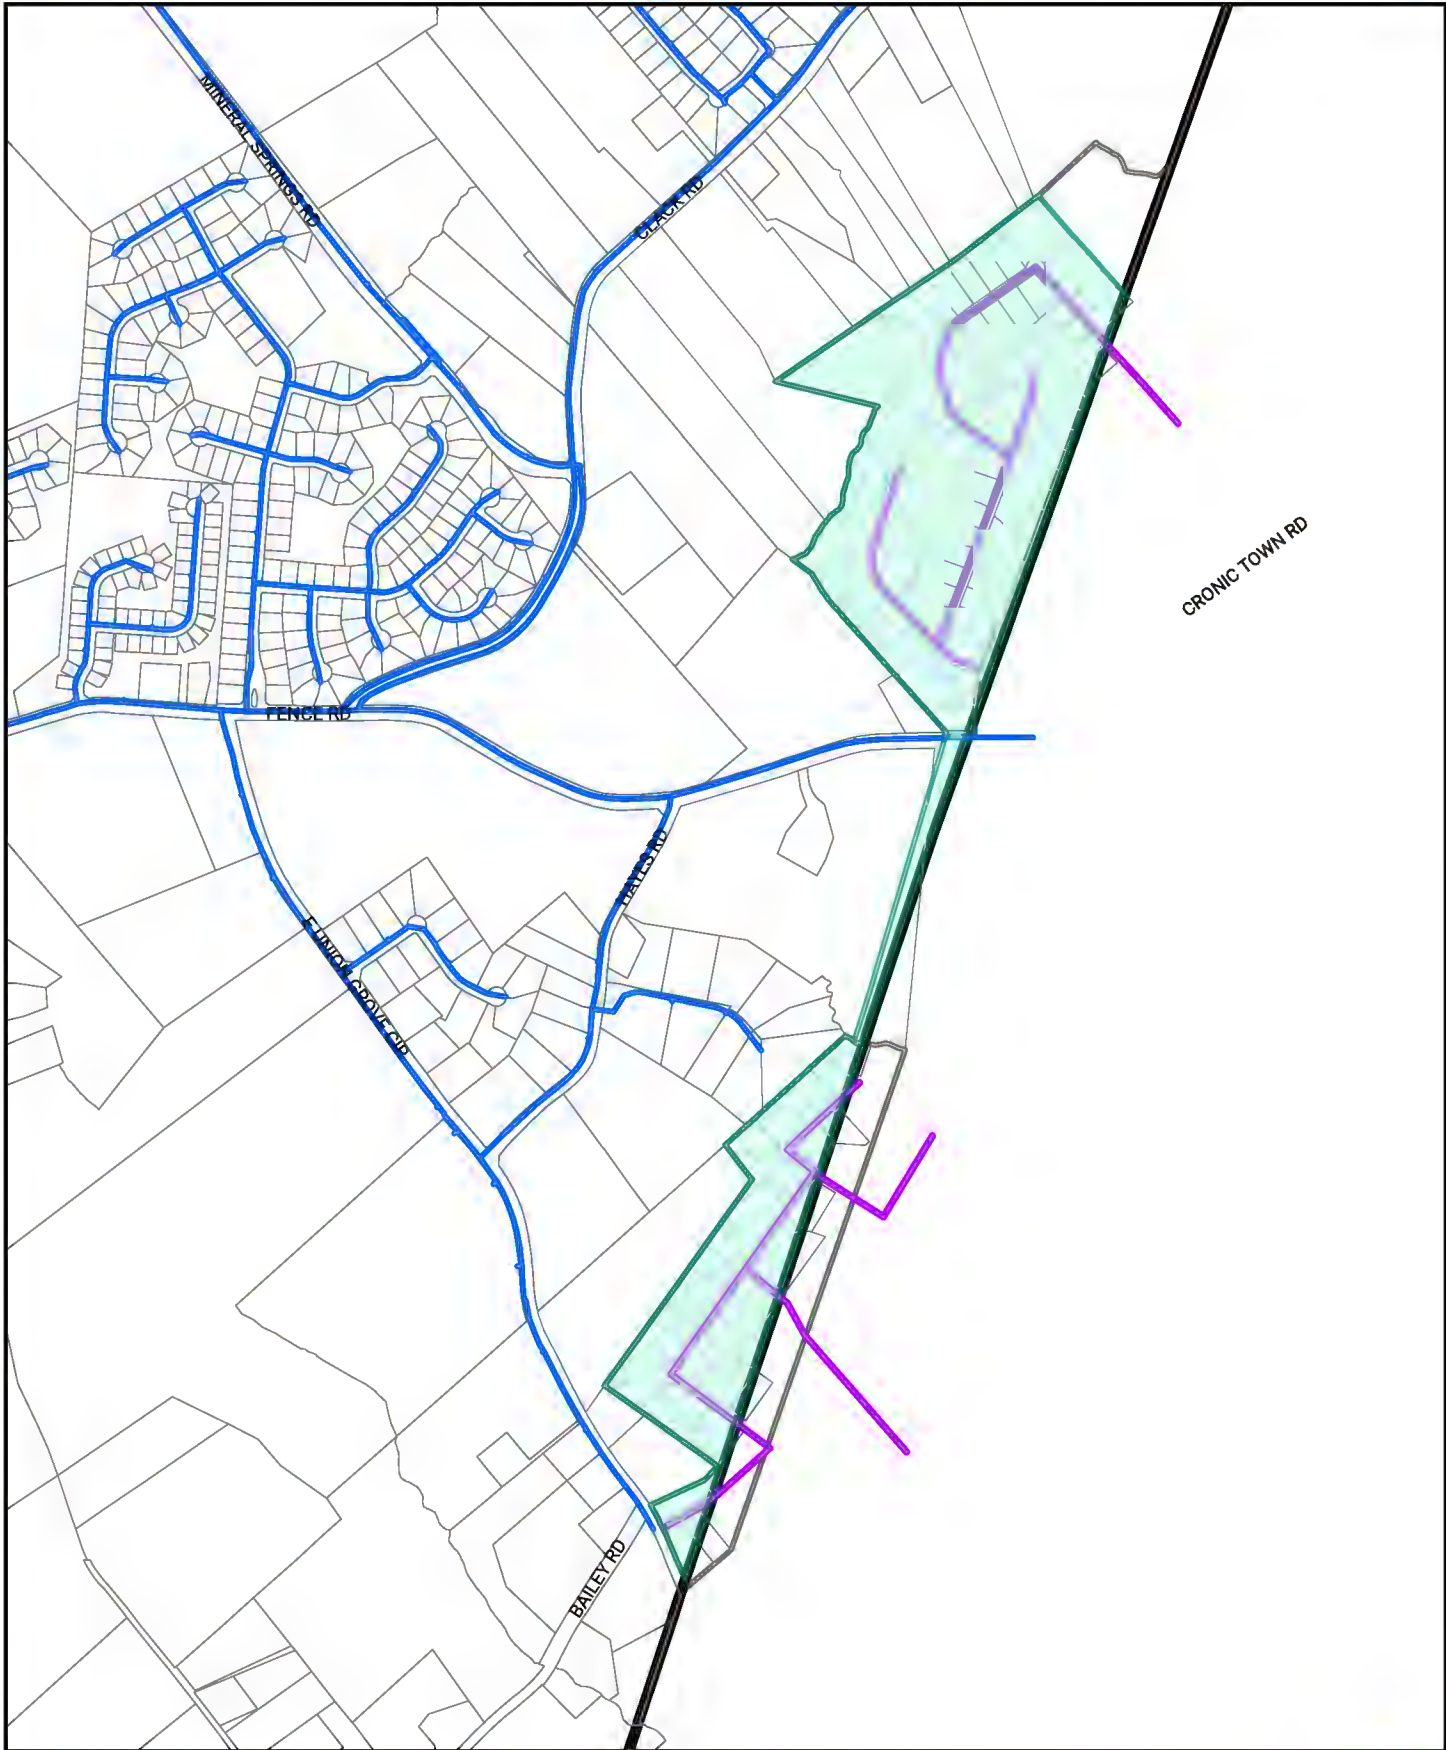 MINERAL SPRINGS RD
CLACK RD
CRONIC TOWN RD
FENCE RD
HAYES RD
E UNION GROVE CIR
BAILEY RD